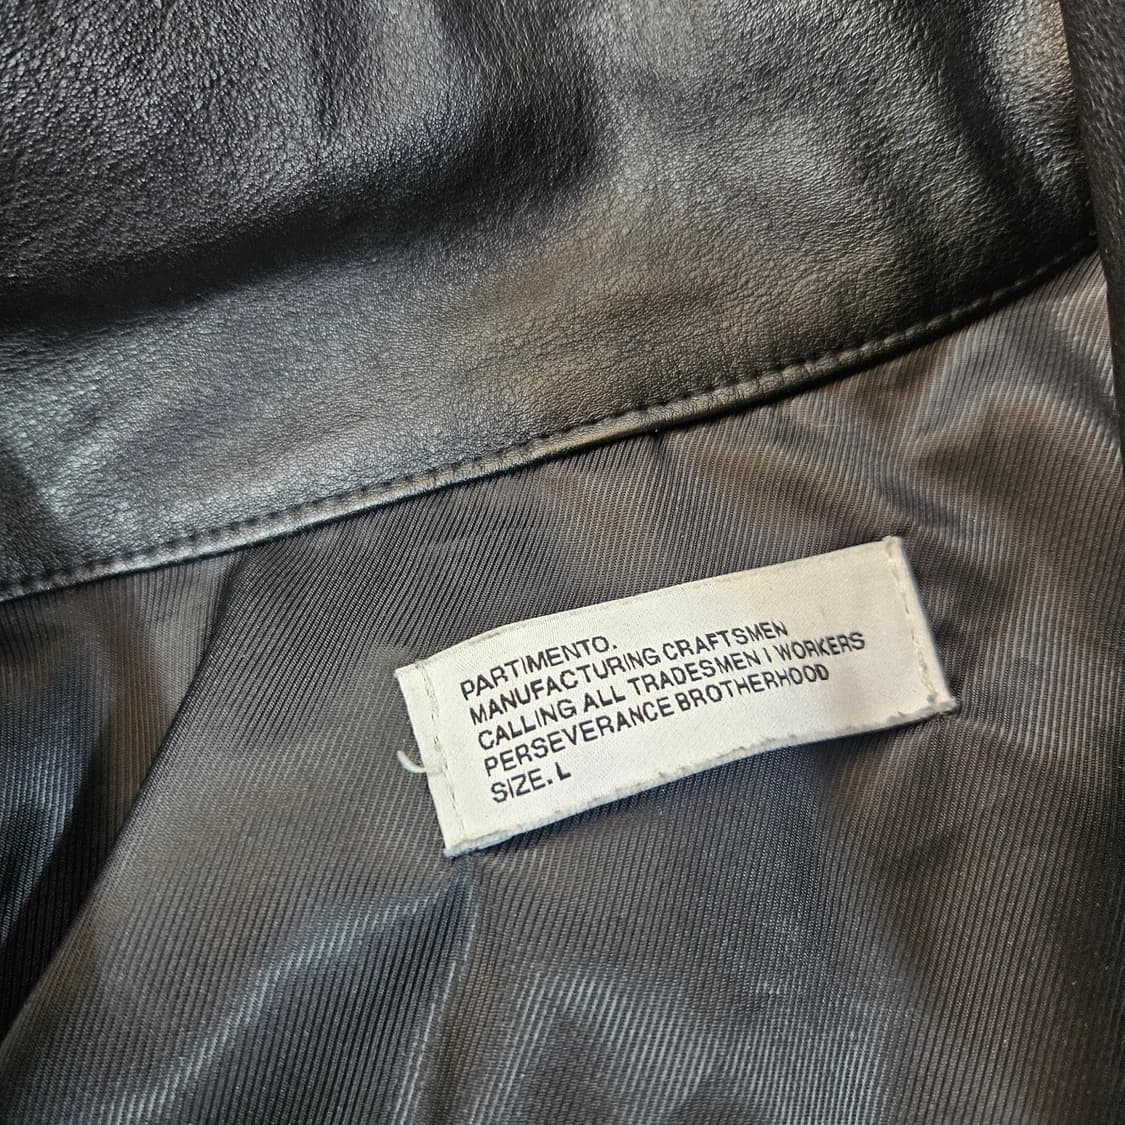 PARTIMENTO.
MANUFACTURING CRAFTSMEN
CALLING ALL TRADESMEN I WORKERS
PERSEVERANCE BROTHERHOOD
SIZE. L